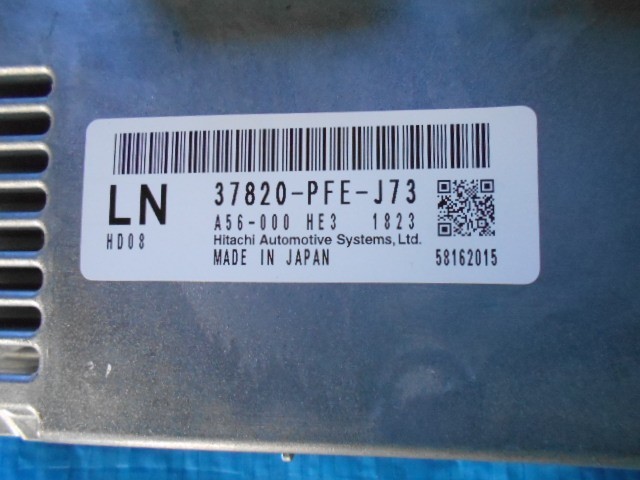 LN 37820-PFE-J73
A56-000 HE3 1823
HD08 Hitachi Automotive Systems, Ltd.
MADE IN JAPAN 58162015